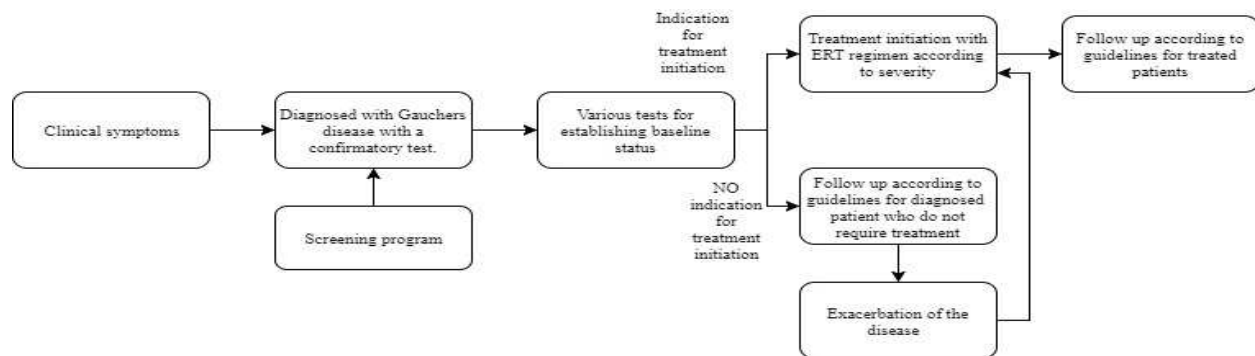 Clinical symptoms
Diagnosed with Gauchers
disease with a
confirmatory test.
Screening program
Various tests for
establishing baseline
status
Indication
for
treatment
initiation
NO
indication
for
treatment
initiation
Treatment initiation with
ERT regimen according
to severity
Follow up according to
guidelines for treated
patients
Follow up according to
guidelines for diagnosed
patient who do not
require treatment
Exacerbation of the
disease